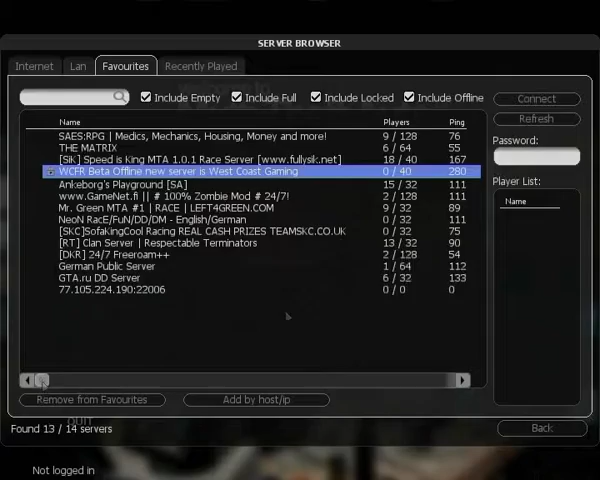 SERVER BROWSER
Internet Lan Favourites Recently Played
Include Empty Include Full Include Locked Include Offline Connect
Refresh
Name Players Ping
Password:
SAES:RPG | Medics, Mechanics, Housing, Money and more! 9 / 128 76
THE MATRIX 6 / 64 55
[SiK] Speed is King MTA 1.0.1 Race Server [www.fullysik.net] 18 / 40 167
WCFR Beta Offline new server is West Coast Gaming 0 / 40 280
Player List:
Ankeborg's Playground [SA] 15 / 32 111
www.GameNet.fi || # 100% Zombie Mod # 24/7! 2 / 128 111
Name
Mr. Green MTA #1 | RACE | LEFT4GREEN.COM 9 / 32 89
NeoN RacE/FuN/DD/DM - English/German 0 / 32 111
[SKC]SofaKingCool Racing REAL CASH PRIZES TEAMSKC.CO.UK 0 / 32 75
[RT] Clan Server | Respectable Terminators 13 / 32 90
[DKR] 24/7 Freeroam++ 2 / 128 54
German Public Server 1 / 64 112
GTA.ru DD Server 6 / 32 133
77.105.224.190:22006 0 / 0 0
Remove from Favourites Add by host/ip
QUIT
Found 13 / 14 servers Back
Not logged in